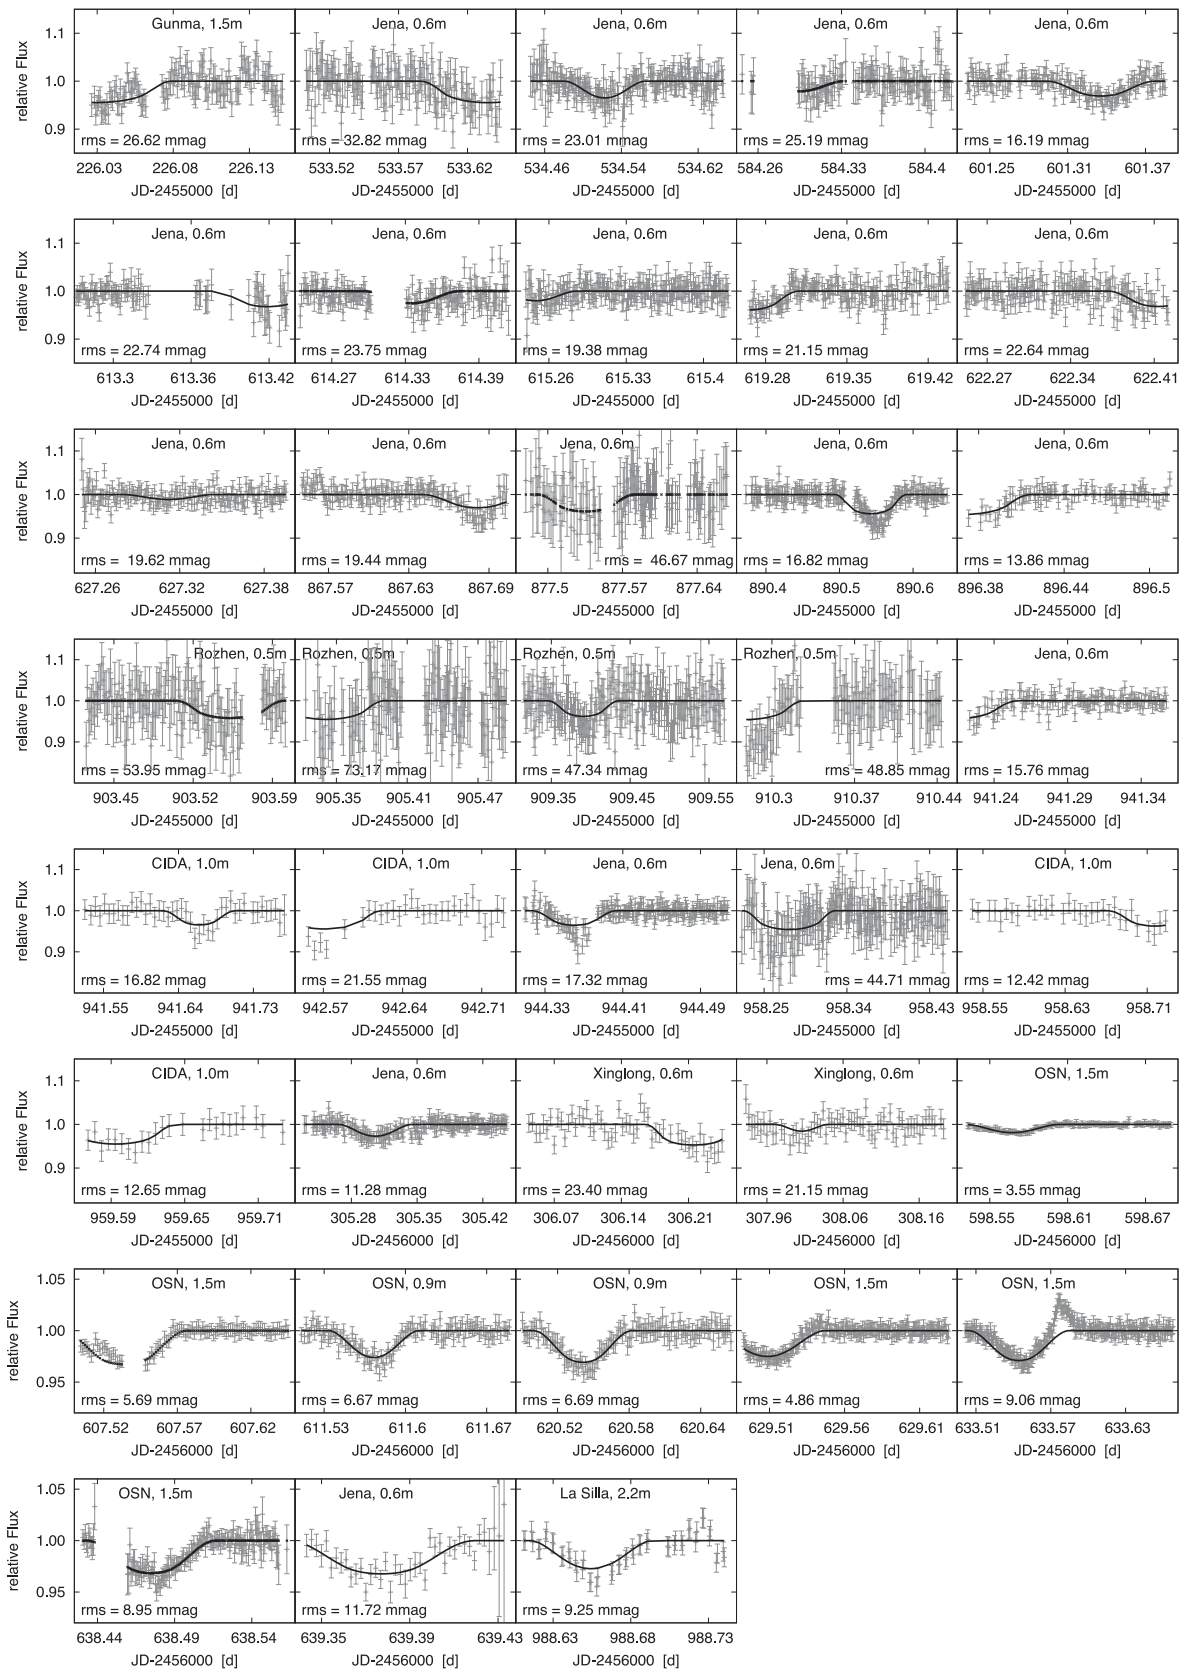 Gunma, 1.5m Jena, 0.6m Jena, 0.6m Jena, 0.6m Jena, 0.6m
relative Flux
1.1
1.0
0.9
rms = 26.62 mmag rms = 32.82 mmag rms = 23.01 mmag rms = 25.19 mmag rms = 16.19 mmag
226.03 226.08 226.13 533.52 533.57 533.62 534.46 534.54 534.62 584.26 584.33 584.4 601.25 601.31 601.37
JD-2455000 [d] JD-2455000 [d] JD-2455000 [d] JD-2455000 [d] JD-2455000 [d]
Jena, 0.6m Jena, 0.6m Jena, 0.6m Jena, 0.6m Jena, 0.6m
relative Flux
1.1
1.0
0.9
rms = 22.74 mmag rms = 23.75 mmag rms = 19.38 mmag rms = 21.15 mmag rms = 22.64 mmag
613.3 613.36 613.42 614.27 614.33 614.39 615.26 615.33 615.4 619.28 619.35 619.42 622.27 622.34 622.41
JD-2455000 [d] JD-2455000 [d] JD-2455000 [d] JD-2455000 [d] JD-2455000 [d]
Jena, 0.6m Jena, 0.6m Jena, 0.6m Jena, 0.6m Jena, 0.6m
relative Flux
1.1
1.0
0.9
rms = 19.62 mmag rms = 19.44 mmag rms = 46.67 mmag rms = 16.82 mmag rms = 13.86 mmag
627.26 627.32 627.38 867.57 867.63 867.69 877.5 877.57 877.64 890.4 890.5 890.6 896.38 896.44 896.5
JD-2455000 [d] JD-2455000 [d] JD-2455000 [d] JD-2455000 [d] JD-2455000 [d]
Rozhen, 0.5m Rozhen, 0.5m Rozhen, 0.5m Rozhen, 0.5m Jena, 0.6m
relative Flux
1.1
1.0
0.9
rms = 53.95 mmag rms = 73.17 mmag rms = 47.34 mmag rms = 48.85 mmag rms = 15.76 mmag
903.45 903.52 903.59 905.35 905.41 905.47 909.35 909.45 909.55 910.3 910.37 910.44 941.24 941.29 941.34
JD-2455000 [d] JD-2455000 [d] JD-2455000 [d] JD-2455000 [d] JD-2455000 [d]
CIDA, 1.0m CIDA, 1.0m Jena, 0.6m Jena, 0.6m CIDA, 1.0m
relative Flux
1.1
1.0
0.9
rms = 16.82 mmag rms = 21.55 mmag rms = 17.32 mmag rms = 44.71 mmag rms = 12.42 mmag
941.55 941.64 941.73 942.57 942.64 942.71 944.33 944.41 944.49 958.25 958.34 958.43 958.55 958.63 958.71
JD-2455000 [d] JD-2455000 [d] JD-2455000 [d] JD-2455000 [d] JD-2455000 [d]
CIDA, 1.0m Jena, 0.6m Xinglong, 0.6m Xinglong, 0.6m OSN, 1.5m
relative Flux
1.1
1.0
0.9
rms = 12.65 mmag rms = 11.28 mmag rms = 23.40 mmag rms = 21.15 mmag rms = 3.55 mmag
959.59 959.65 959.71 305.28 305.35 305.42 306.07 306.14 306.21 307.96 308.06 308.16 598.55 598.61 598.67
JD-2455000 [d] JD-2456000 [d] JD-2456000 [d] JD-2456000 [d] JD-2456000 [d]
OSN, 1.5m OSN, 0.9m OSN, 0.9m OSN, 1.5m OSN, 1.5m
relative Flux
1.05
1.00
0.95
rms = 5.69 mmag rms = 6.67 mmag rms = 6.69 mmag rms = 4.86 mmag rms = 9.06 mmag
607.52 607.57 607.62 611.53 611.6 611.67 620.52 620.58 620.64 629.51 629.56 629.61 633.51 633.57 633.63
JD-2456000 [d] JD-2456000 [d] JD-2456000 [d] JD-2456000 [d] JD-2456000 [d]
OSN, 1.5m Jena, 0.6m La Silla, 2.2m
relative Flux
1.05
1.00
0.95
rms = 8.95 mmag rms = 11.72 mmag rms = 9.25 mmag
638.44 638.49 638.54 639.35 639.39 639.43 988.63 988.68 988.73
JD-2456000 [d] JD-2456000 [d] JD-2456000 [d]